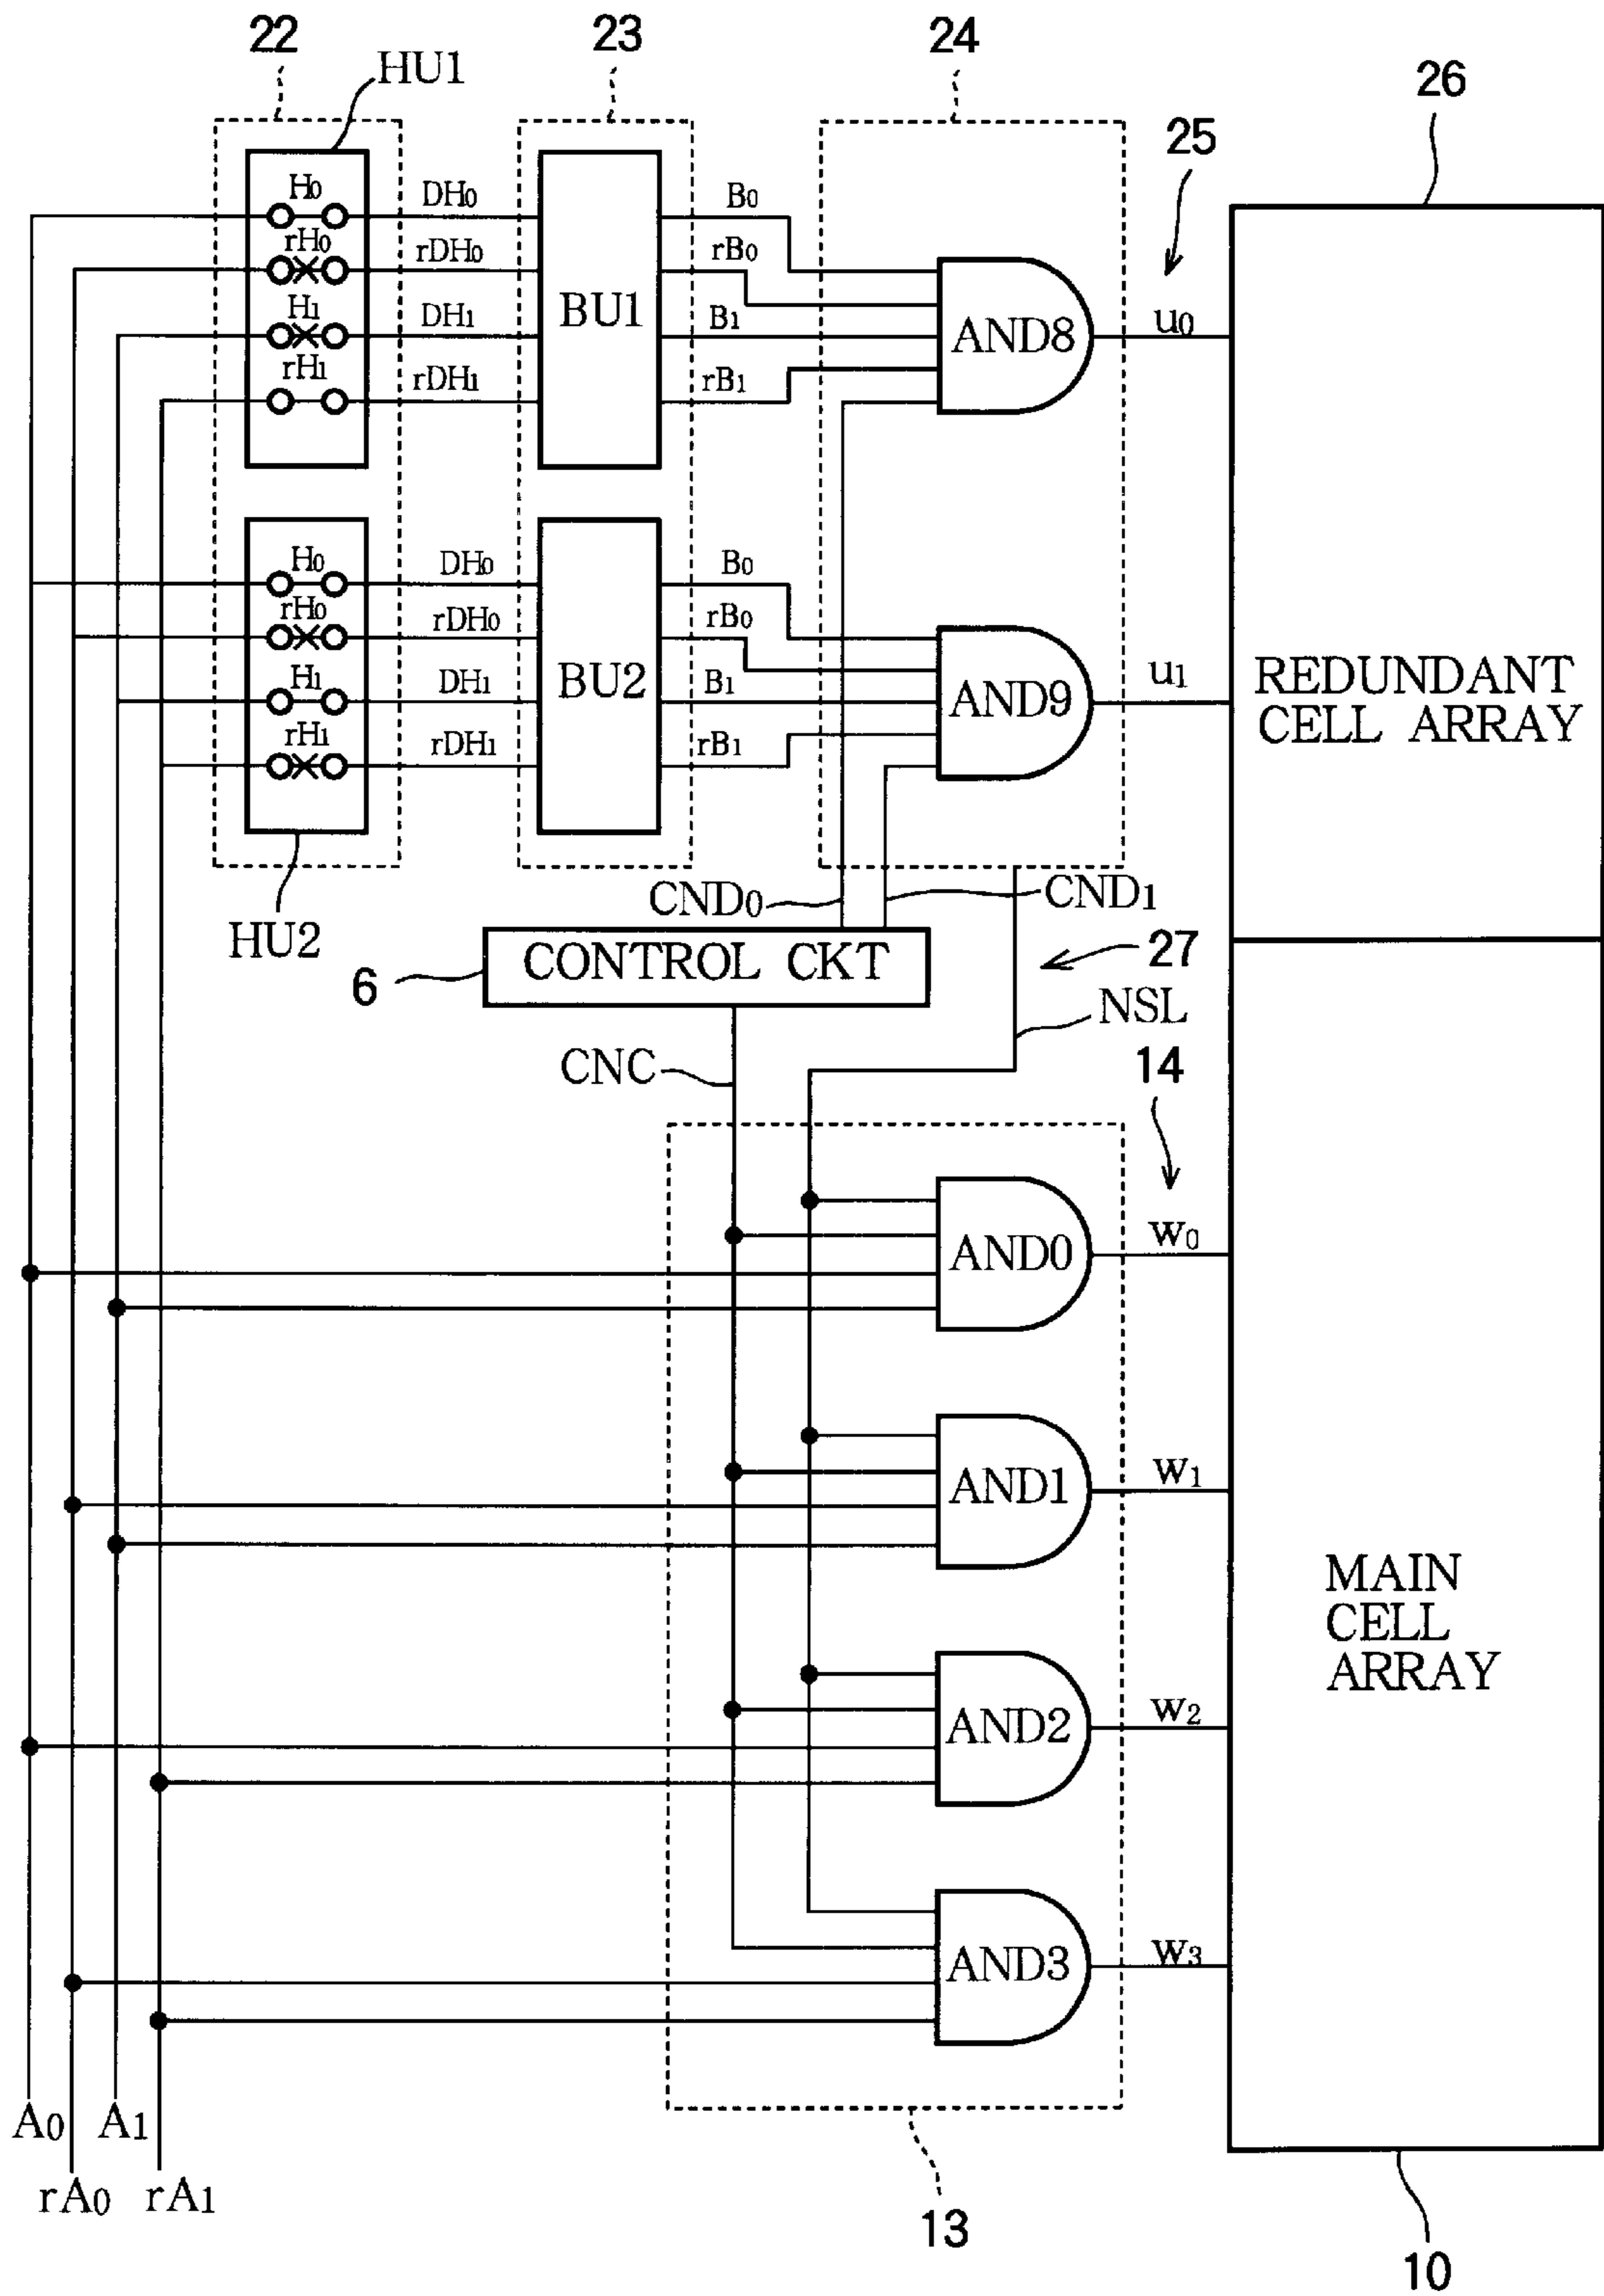 22
23
24
HU1
26
25
H0
DH0
B0
rH0
rDH0
rB0
H1
DH1
BU1
B1
AND8
u0
rH1
rDH1
rB1
H0
DH0
B0
rH0
rDH0
rB0
H1
DH1
BU2
B1
AND9
u1
REDUNDANT
CELL ARRAY
rH1
rDH1
rB1
CND0
CND1
HU2
6
CONTROL CKT
27
NSL
CNC
14
AND0
w0
AND1
w1
MAIN
CELL
ARRAY
AND2
w2
AND3
w3
A0
A1
rA0
rA1
13
10